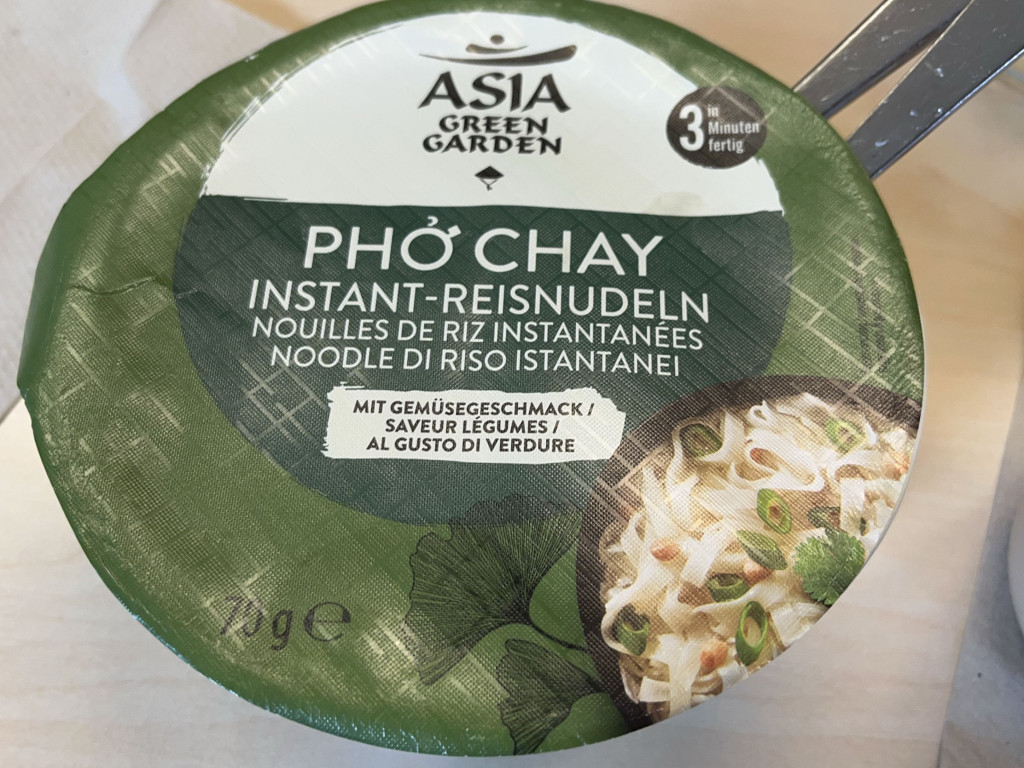 ASIA
GREEN
GARDEN
3 in
Minuten
fertig
PHỞ CHAY
INSTANT-REISNUDELN
NOUILLES DE RIZ INSTANTANÉES
NOODLE DI RISO ISTANTANEI
MIT GEMÜSEGESCHMACK /
SAVEUR LÉGUMES /
AL GUSTO DI VERDURE
70 g e